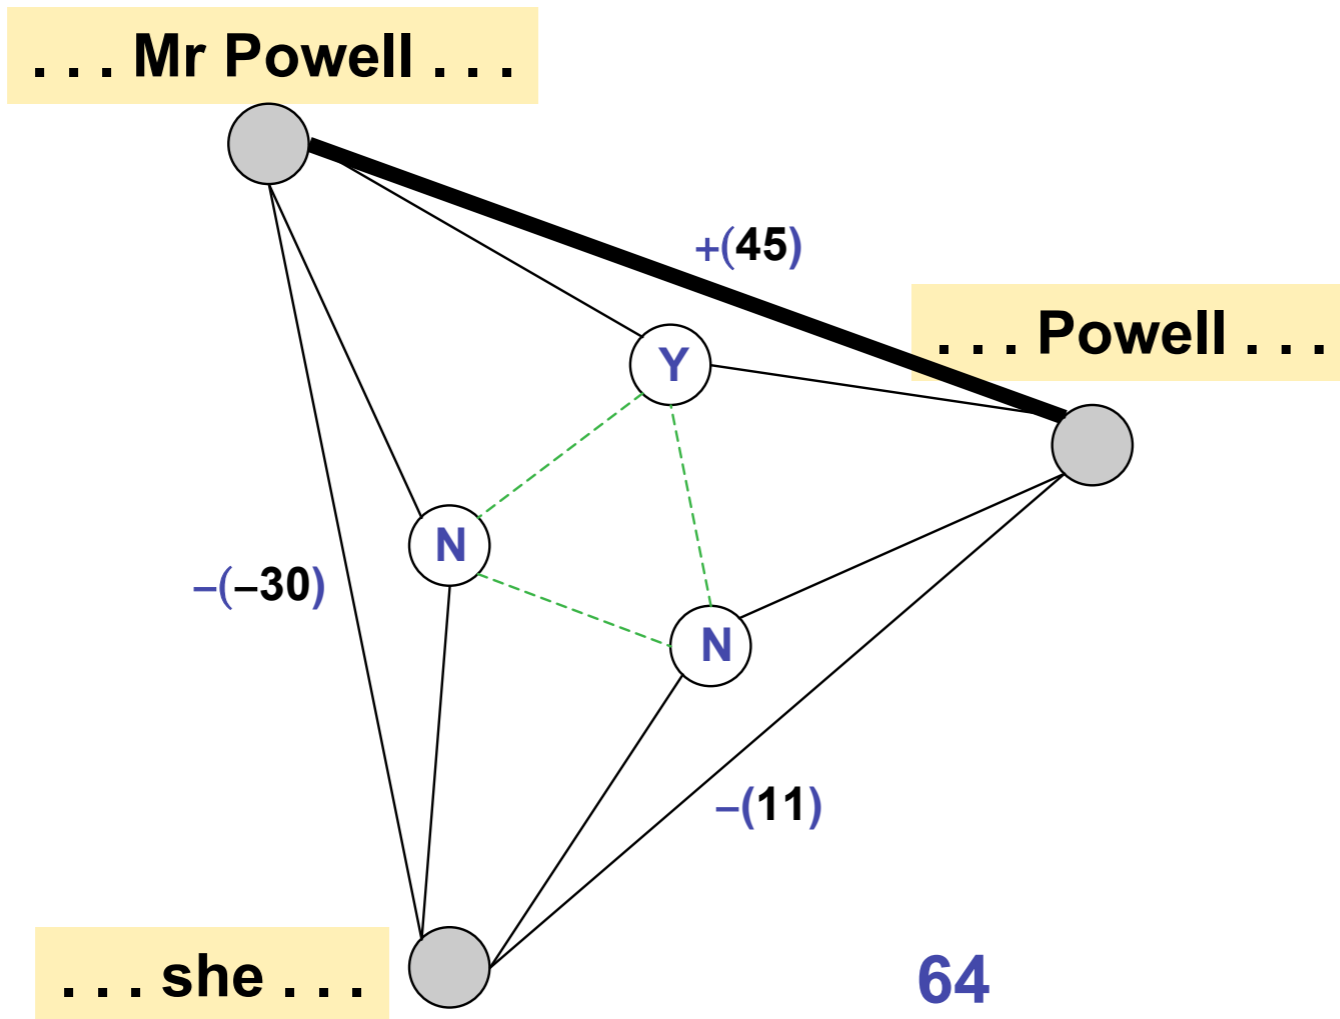 . . . Mr Powell . . .
+(45)
. . . Powell . . .
Y
N
–(–30)
N
–(11)
. . . she . . .
64